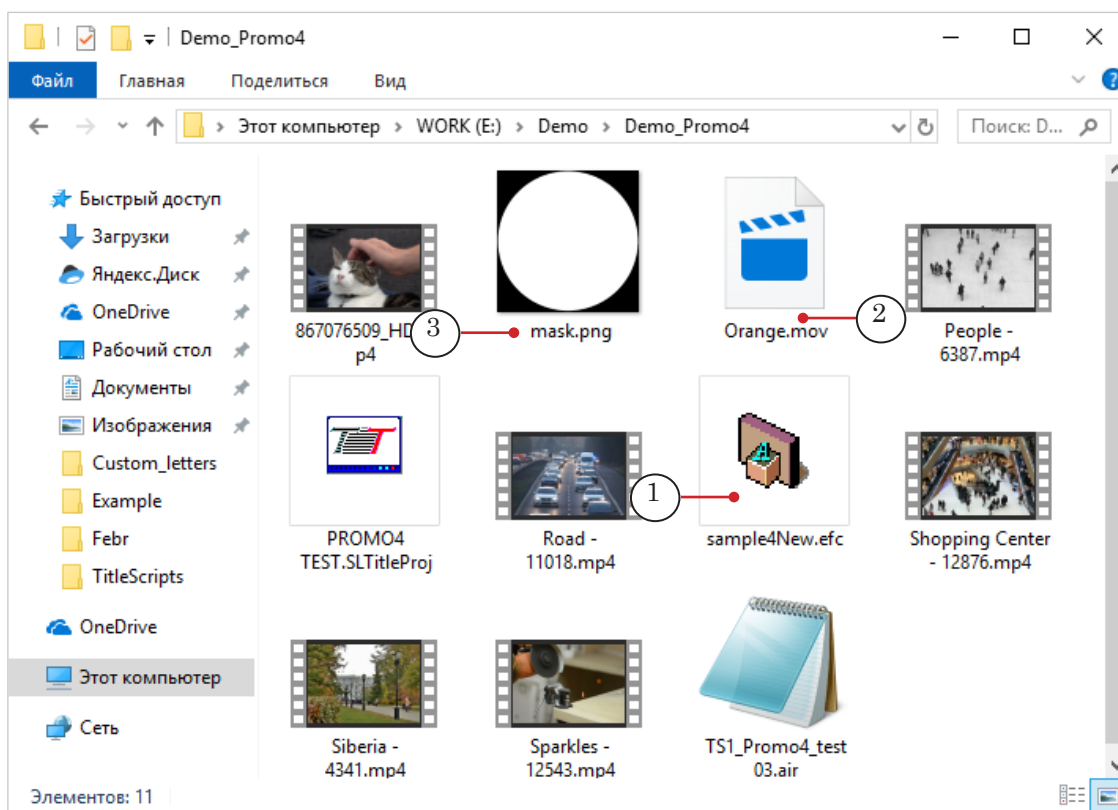 Demo_Promo4
Файл Главная Поделиться Вид
Этот компьютер > WORK (E:) > Demo > Demo_Promo4
Поиск: D...
Быстрый доступ
Загрузки
Яндекс.Диск
OneDrive
Рабочий стол
Документы
Изображения
Custom_letters
Example
Febr
TitleScripts
OneDrive
Этот компьютер
Сеть
867076509_HD
p4
3
mask.png
Orange.mov
2
People -
6387.mp4
PROMO4
TEST.SLTitleProj
Road -
11018.mp4
1
sample4New.efc
Shopping Center
- 12876.mp4
Siberia -
4341.mp4
Sparkles -
12543.mp4
TS1_Promo4_test
03.air
Элементов: 11